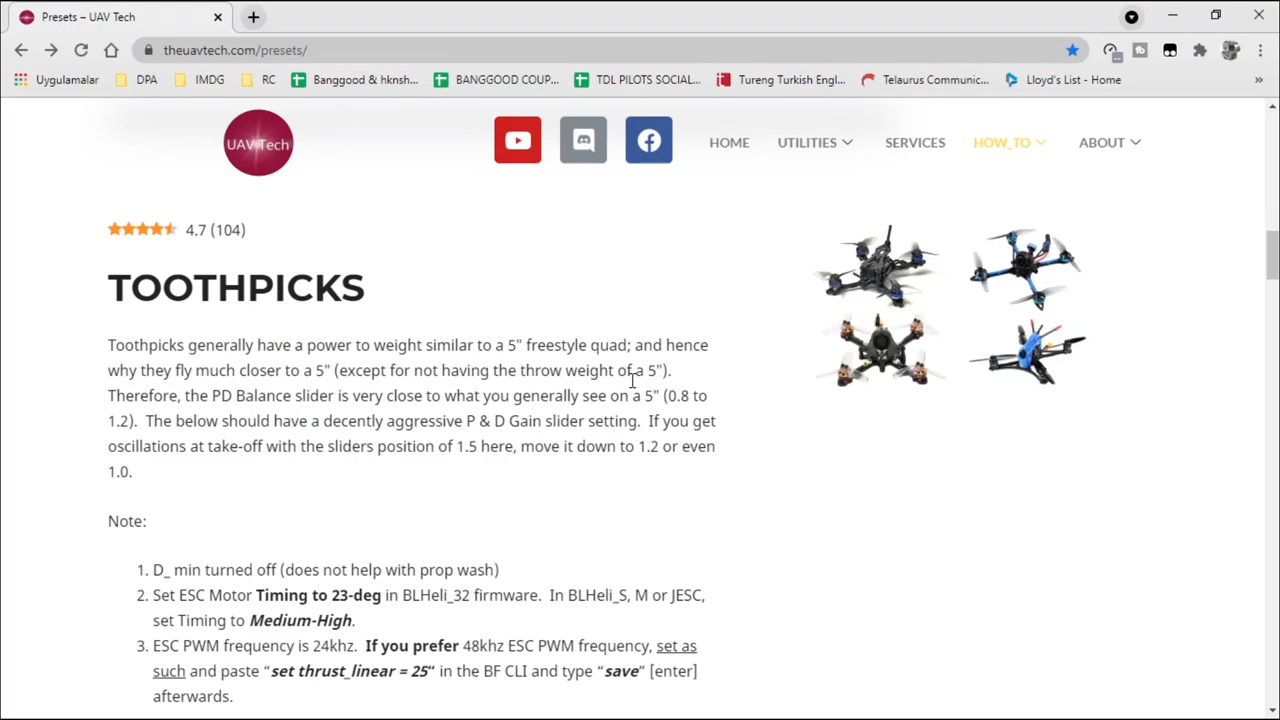 Presets – UAV Tech
theuavtech.com/presets/
Uygulamalar DPA IMDG RC Banggood & hknsh... BANGGOOD COUP... TDL PILOTS SOCIAL... Tureng Turkish Engl... Telaurus Communic... Lloyd's List - Home »
UAV Tech HOME UTILITIES SERVICES HOW_TO ABOUT
4.7 (104)
TOOTHPICKS
Toothpicks generally have a power to weight similar to a 5" freestyle quad; and hence
why they fly much closer to a 5" (except for not having the throw weight of a 5").
Therefore, the PD Balance slider is very close to what you generally see on a 5" (0.8 to
1.2).  The below should have a decently aggressive P & D Gain slider setting.  If you get
oscillations at take-off with the sliders position of 1.5 here, move it down to 1.2 or even
1.0.
Note:
1. D_ min turned off (does not help with prop wash)
2. Set ESC Motor Timing to 23-deg in BLHeli_32 firmware.  In BLHeli_S, M or JESC,
set Timing to Medium-High.
3. ESC PWM frequency is 24khz.  If you prefer 48khz ESC PWM frequency, set as
such and paste “set thrust_linear = 25“ in the BF CLI and type “save” [enter]
afterwards.